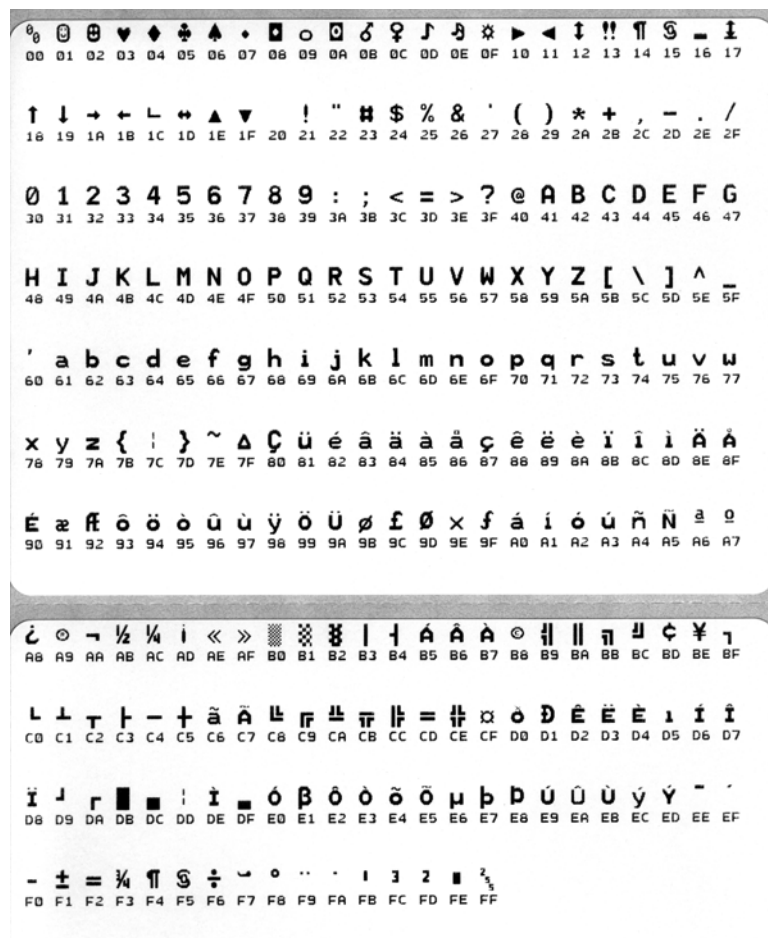 ⁰₀ ☺ ☻ ♥ ♦ ♣ ♠ • ◘ ○ ◙ ♂ ♀ ♪ ♫ ☼ ► ◄ ↕ ‼ ¶ § ▬ ↨
00 01 02 03 04 05 06 07 08 09 0A 0B 0C 0D 0E 0F 10 11 12 13 14 15 16 17
↑ ↓ → ← ∟ ↔ ▲ ▼ ! " # $ % & ' ( ) * + , - . /
18 19 1A 1B 1C 1D 1E 1F 20 21 22 23 24 25 26 27 28 29 2A 2B 2C 2D 2E 2F
0 1 2 3 4 5 6 7 8 9 : ; < = > ? @ A B C D E F G
30 31 32 33 34 35 36 37 38 39 3A 3B 3C 3D 3E 3F 40 41 42 43 44 45 46 47
H I J K L M N O P Q R S T U V W X Y Z [ \ ] ^ _
48 49 4A 4B 4C 4D 4E 4F 50 51 52 53 54 55 56 57 58 59 5A 5B 5C 5D 5E 5F
' a b c d e f g h i j k l m n o p q r s t u v w
60 61 62 63 64 65 66 67 68 69 6A 6B 6C 6D 6E 6F 70 71 72 73 74 75 76 77
x y z { ¦ } ~ ∆ Ç ü é â ä à å ç ê ë è ï î ì Ä Å
78 79 7A 7B 7C 7D 7E 7F 80 81 82 83 84 85 86 87 88 89 8A 8B 8C 8D 8E 8F
É æ Æ ô ö ò û ù ÿ Ö Ü ø £ Ø × ƒ á í ó ú ñ Ñ ª º
90 91 92 93 94 95 96 97 98 99 9A 9B 9C 9D 9E 9F A0 A1 A2 A3 A4 A5 A6 A7
¿ ® ¬ ½ ¼ ¡ « » ░ ▒ ▓ │ ┤ Á Â À © ╣ ║ ╗ ╝ ¢ ¥ ┐
A8 A9 AA AB AC AD AE AF B0 B1 B2 B3 B4 B5 B6 B7 B8 B9 BA BB BC BD BE BF
└ ┴ ┬ ├ ─ ┼ ã Ã ╚ ╔ ╩ ╦ ╠ ═ ╬ ¤ ð Ð Ê Ë È ı Í Î
C0 C1 C2 C3 C4 C5 C6 C7 C8 C9 CA CB CC CD CE CF D0 D1 D2 D3 D4 D5 D6 D7
Ï ┘ ┌ █ ▄ ¦ Ì ▀ Ó β Ô Ò õ Õ µ þ Þ Ú Û Ù ý Ý ¯ ´
D8 D9 DA DB DC DD DE DF E0 E1 E2 E3 E4 E5 E6 E7 E8 E9 EA EB EC ED EE EF
- ± = ¾ ¶ § ÷ ¸ ° ¨ · ı 3 2 ■ ²₅₅
F0 F1 F2 F3 F4 F5 F6 F7 F8 F9 FA FB FC FD FE FF